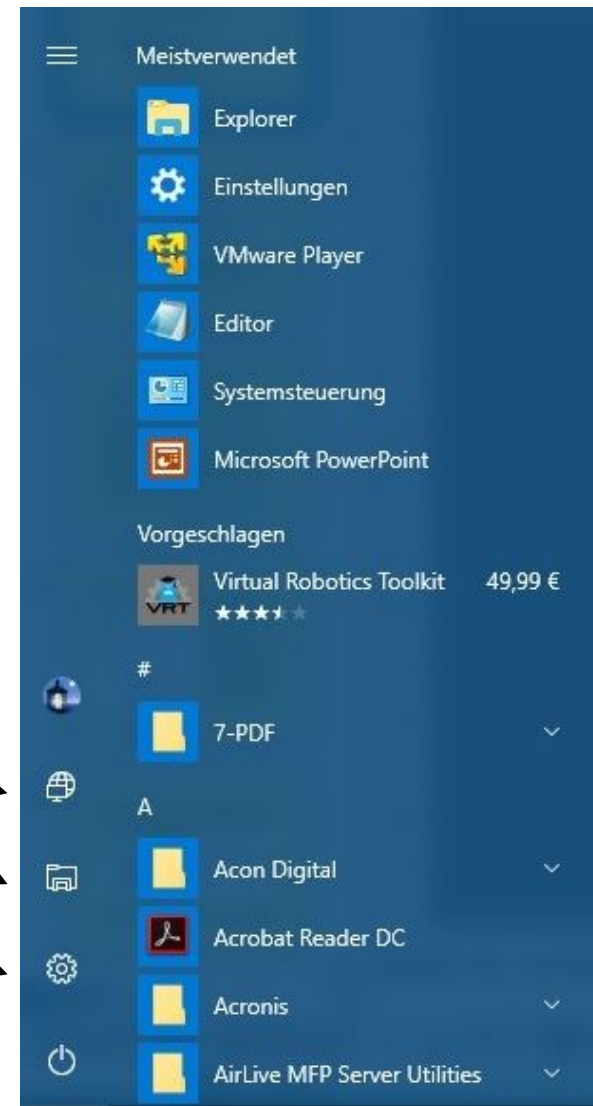 Meistverwendet
Explorer
Einstellungen
VMware Player
Editor
Systemsteuerung
Microsoft PowerPoint
Vorgeschlagen
VRT
Virtual Robotics Toolkit 49,99 €
#
7-PDF
A
Acon Digital
Acrobat Reader DC
Acronis
AirLive MFP Server Utilities